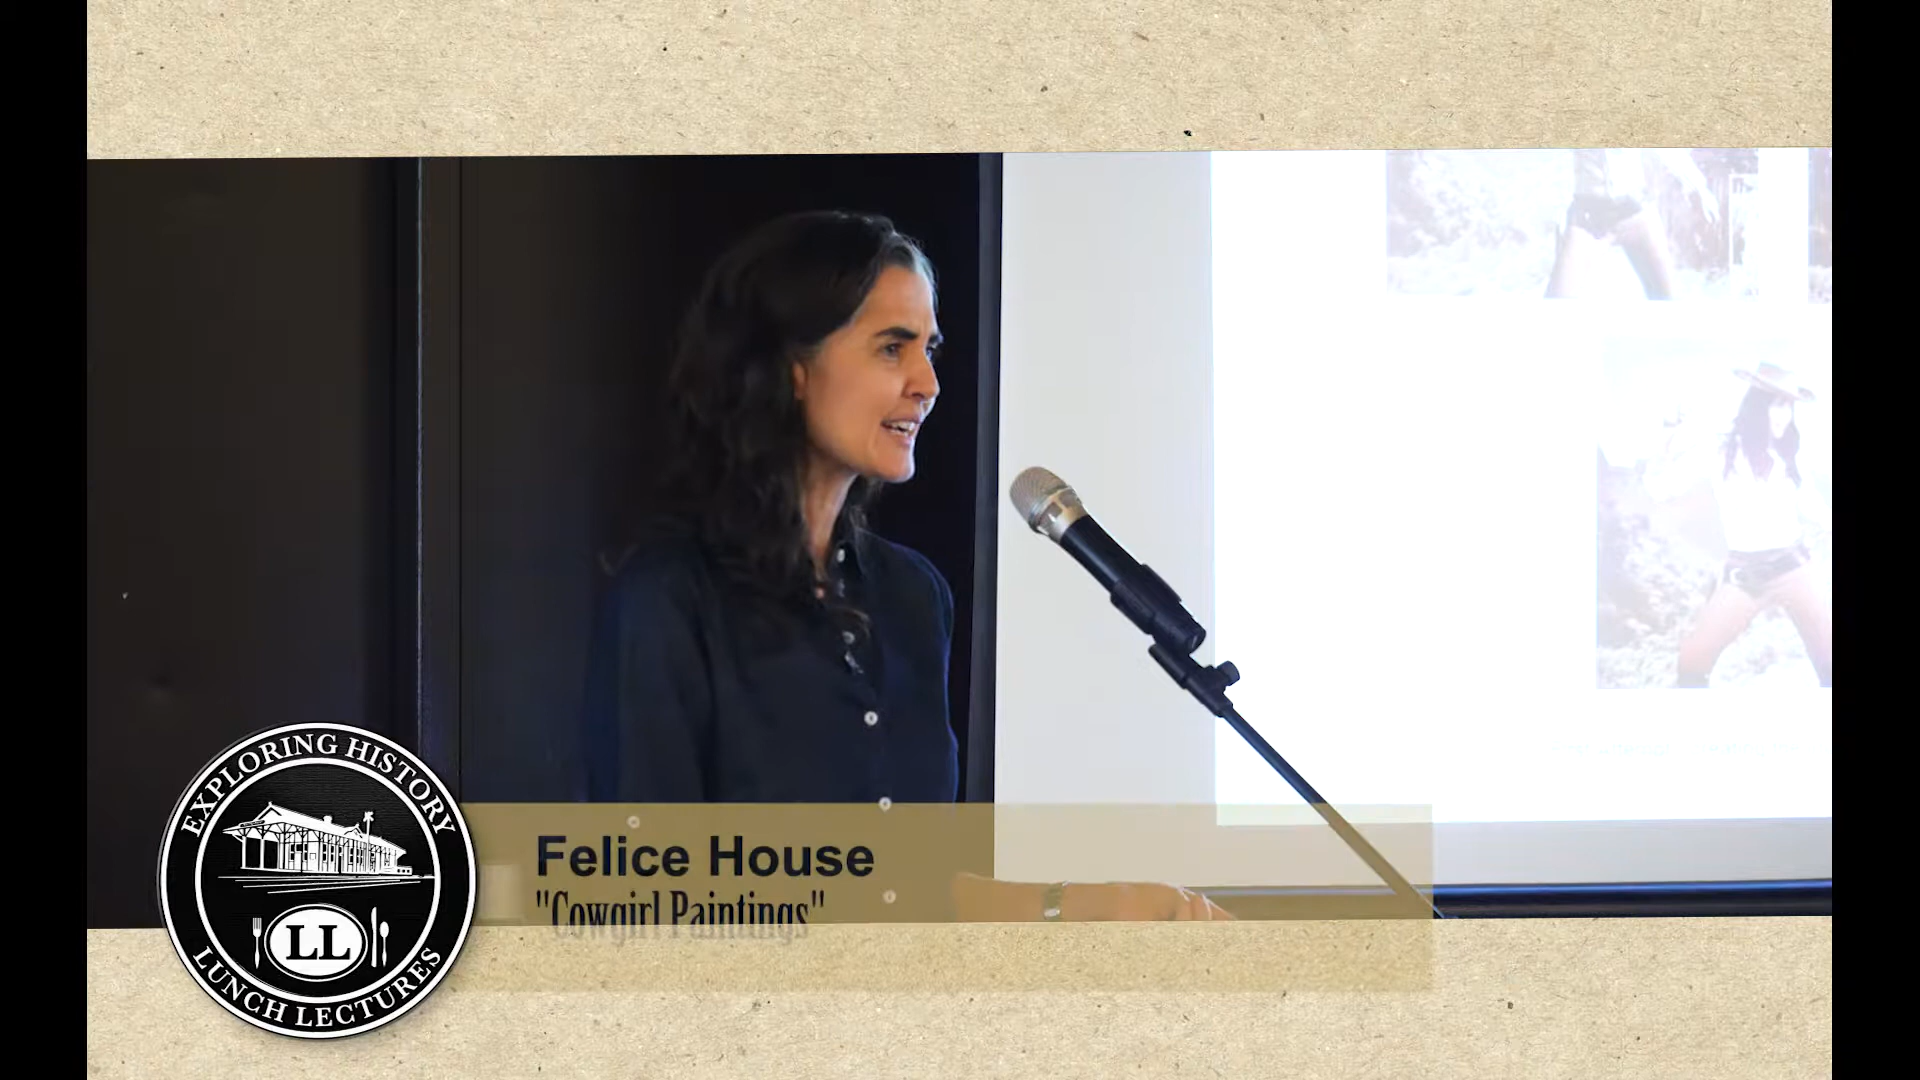 EXPLORING HISTORY
LL
LUNCH LECTURES
Felice House
"Cowgirl Paintings"